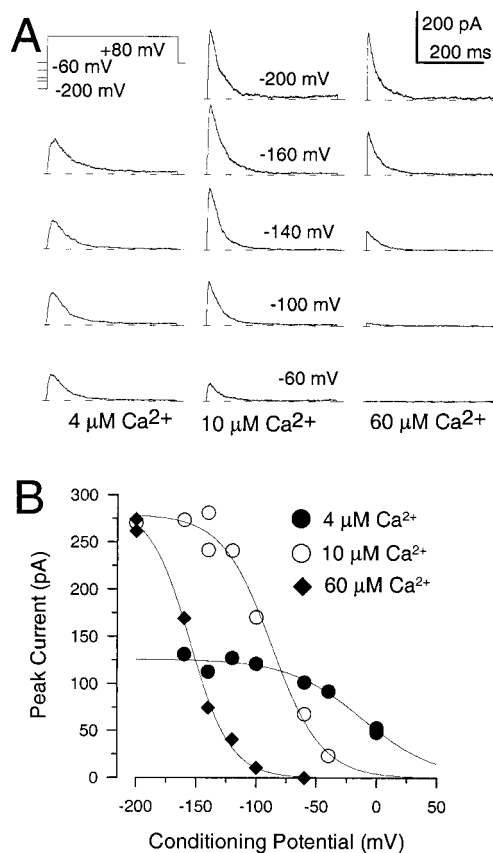 A
+80 mV
-60 mV
-200 mV
200 pA
200 ms
-200 mV
-160 mV
-140 mV
-100 mV
-60 mV
4 μM Ca2+
10 μM Ca2+
60 μM Ca2+
B
300
250
200
150
100
50
0
Peak Current (pA)
4 μM Ca2+
10 μM Ca2+
60 μM Ca2+
-200
-150
-100
-50
0
50
Conditioning Potential (mV)